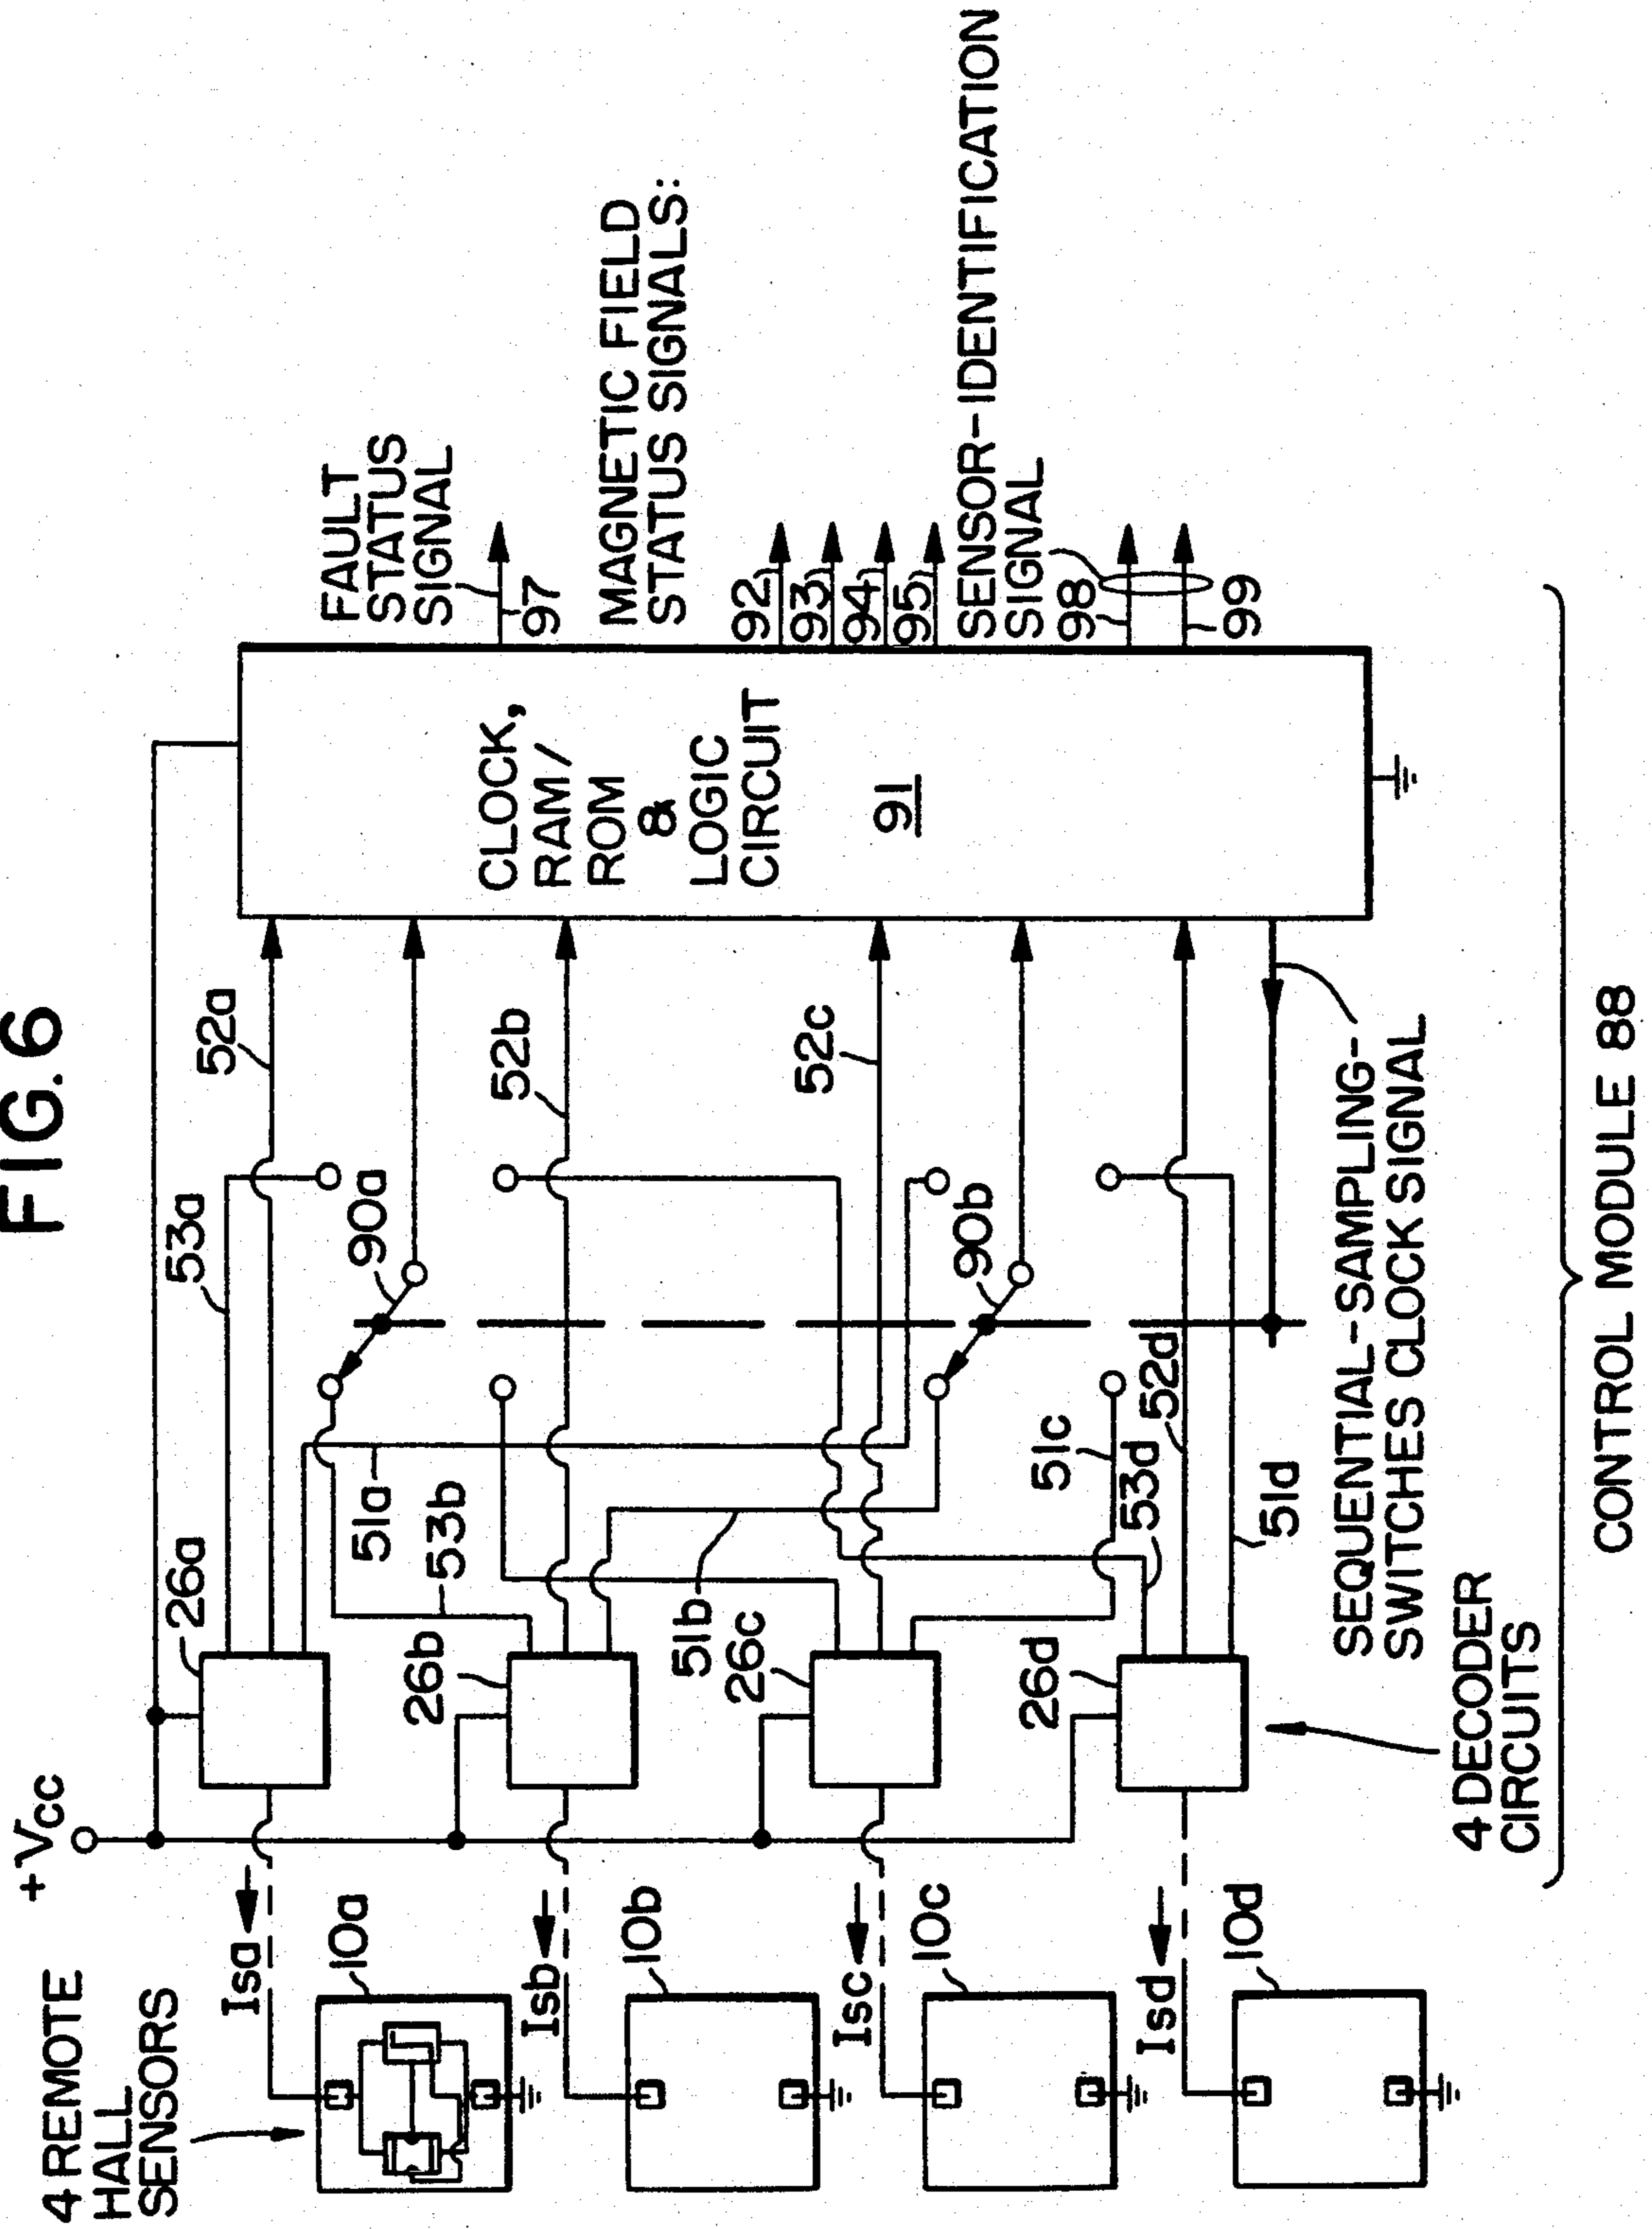 FIG. 6
+Vcc
4 REMOTE
HALL
SENSORS
Isa
10a
Isb
10b
Isc
10c
Isd
10d
26a
26b
26c
26d
53a
52a
90a
51a
53b
52b
51b
52c
90b
51c
53d
52d
51d
CLOCK,
RAM/
ROM
&
LOGIC
CIRCUIT
91
FAULT
STATUS
SIGNAL
97
MAGNETIC FIELD
STATUS SIGNALS:
92
93
94
95
SENSOR-IDENTIFICATION
SIGNAL
98
99
SEQUENTIAL-SAMPLING-
SWITCHES CLOCK SIGNAL
4 DECODER
CIRCUITS
CONTROL MODULE 88